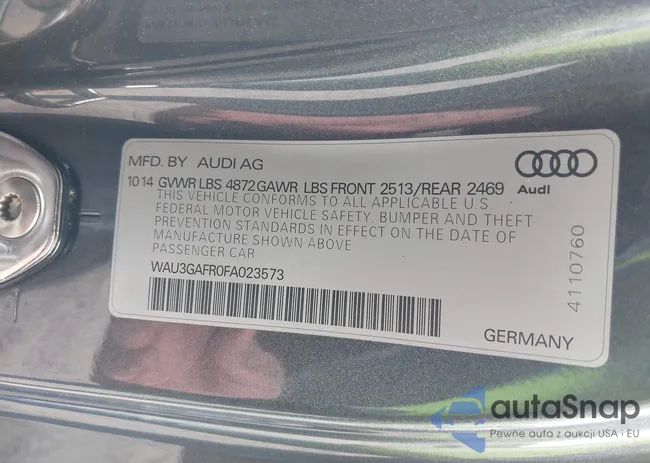 MFD. BY AUDI AG
10 14 GVWR LBS 4872 GAWR LBS FRONT 2513/REAR 2469
Audi
THIS VEHICLE CONFORMS TO ALL APPLICABLE U.S.
FEDERAL MOTOR VEHICLE SAFETY, BUMPER AND THEFT
PREVENTION STANDARDS IN EFFECT ON THE DATE OF
MANUFACTURE SHOWN ABOVE
PASSENGER CAR
WAU3GAFR0FA023573
4110760
GERMANY
autaSnap
Pewne auta z aukcji USA i EU